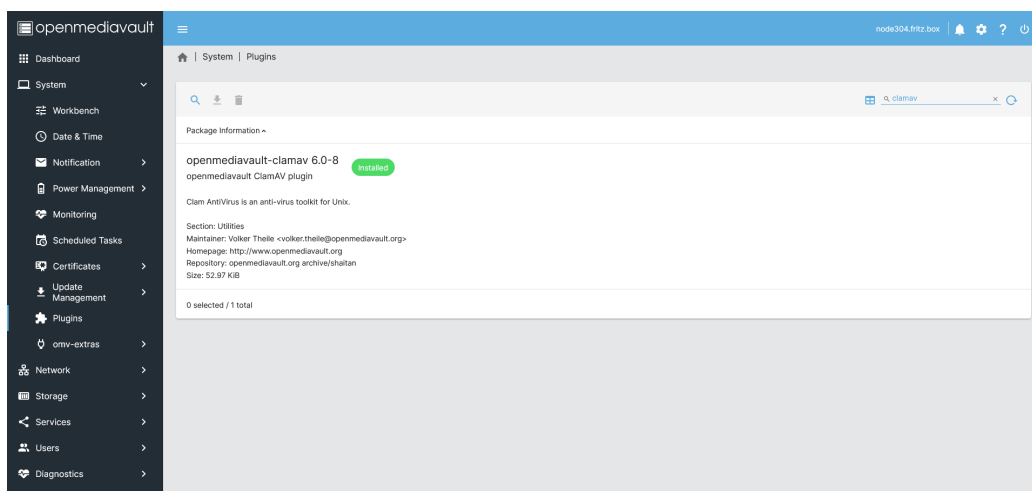 openmediavault
node304.fritz.box
Dashboard
System
Workbench
Date & Time
Notification
Power Management
Monitoring
Scheduled Tasks
Certificates
Update
Management
Plugins
omv-extras
Network
Storage
Services
Users
Diagnostics
| System | Plugins
clamav
Package Information
openmediavault-clamav 6.0-8
Installed
openmediavault ClamAV plugin
Clam AntiVirus is an anti-virus toolkit for Unix.
Section: Utilities
Maintainer: Volker Theile <volker.theile@openmediavault.org>
Homepage: http://www.openmediavault.org
Repository: openmediavault.org archive/shaitan
Size: 52.97 KiB
0 selected / 1 total